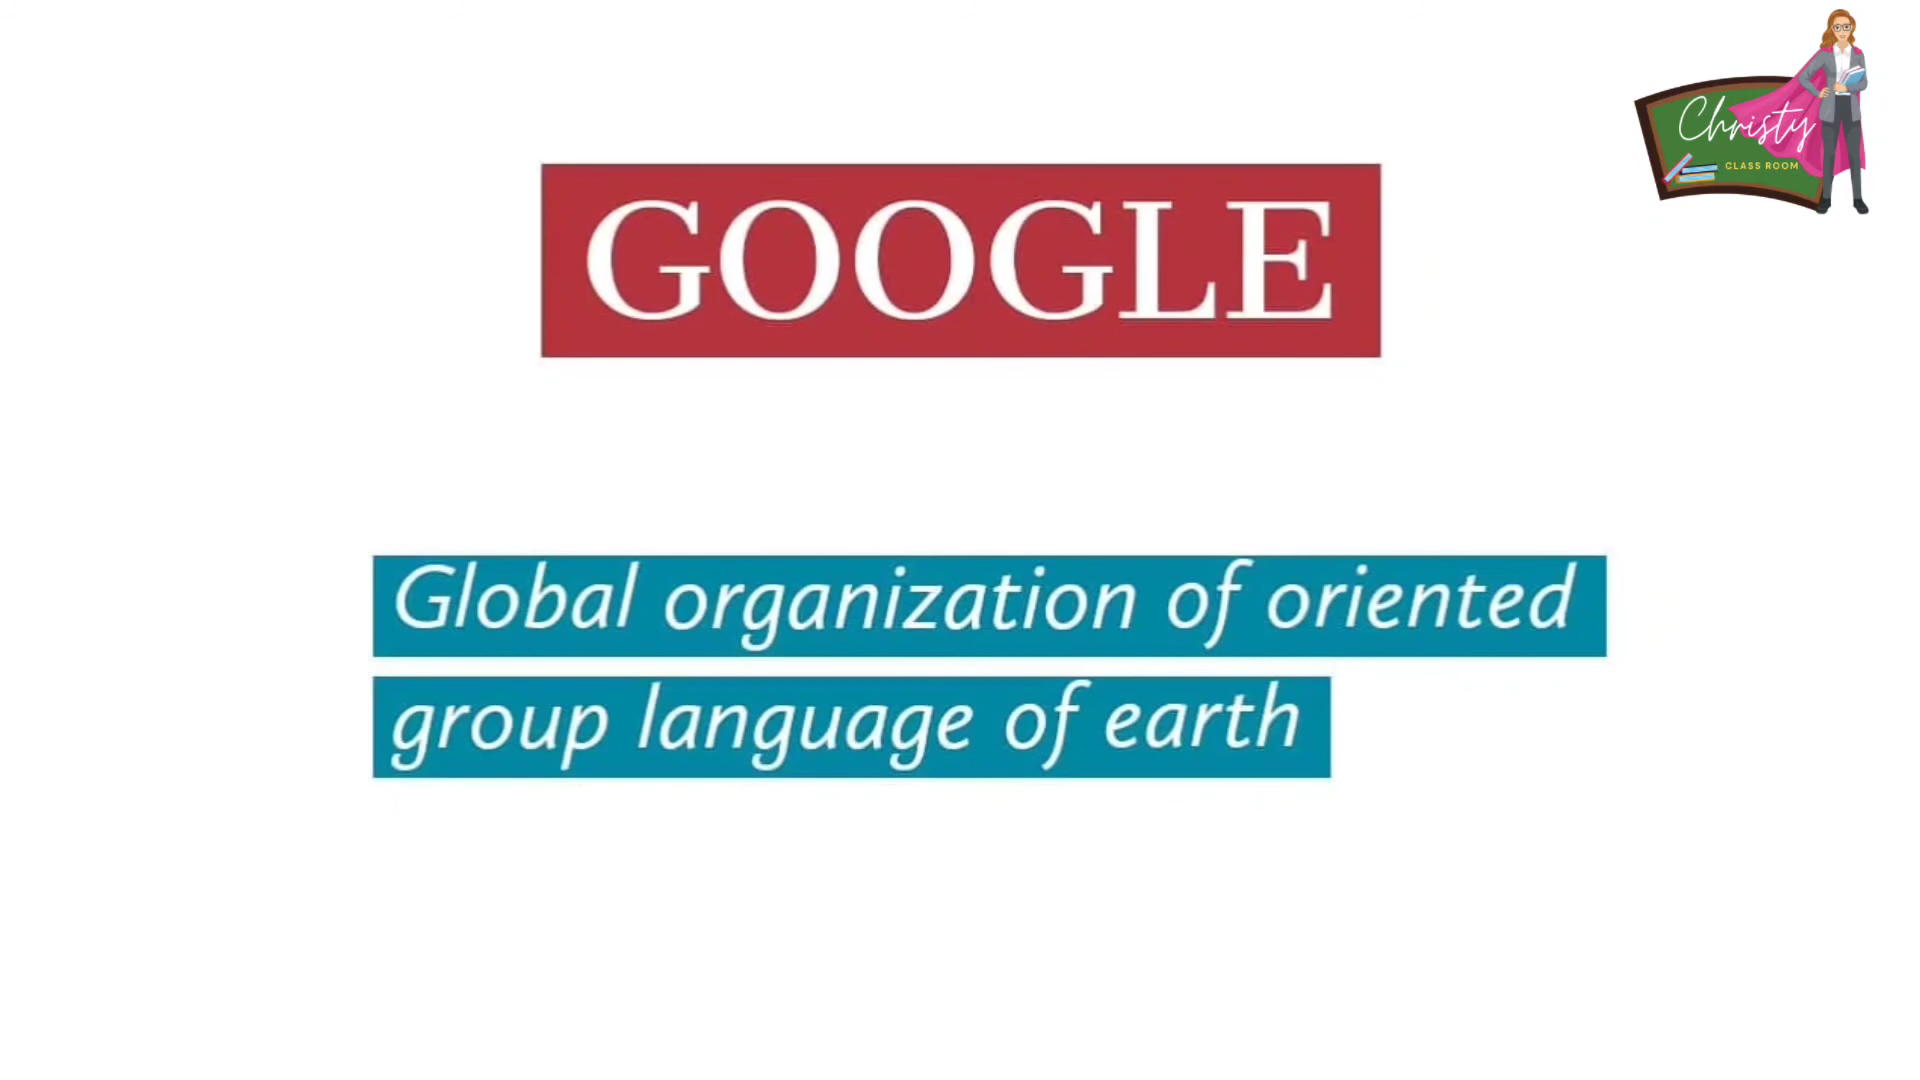 Christy
CLASS ROOM
GOOGLE
Global organization of oriented
group language of earth